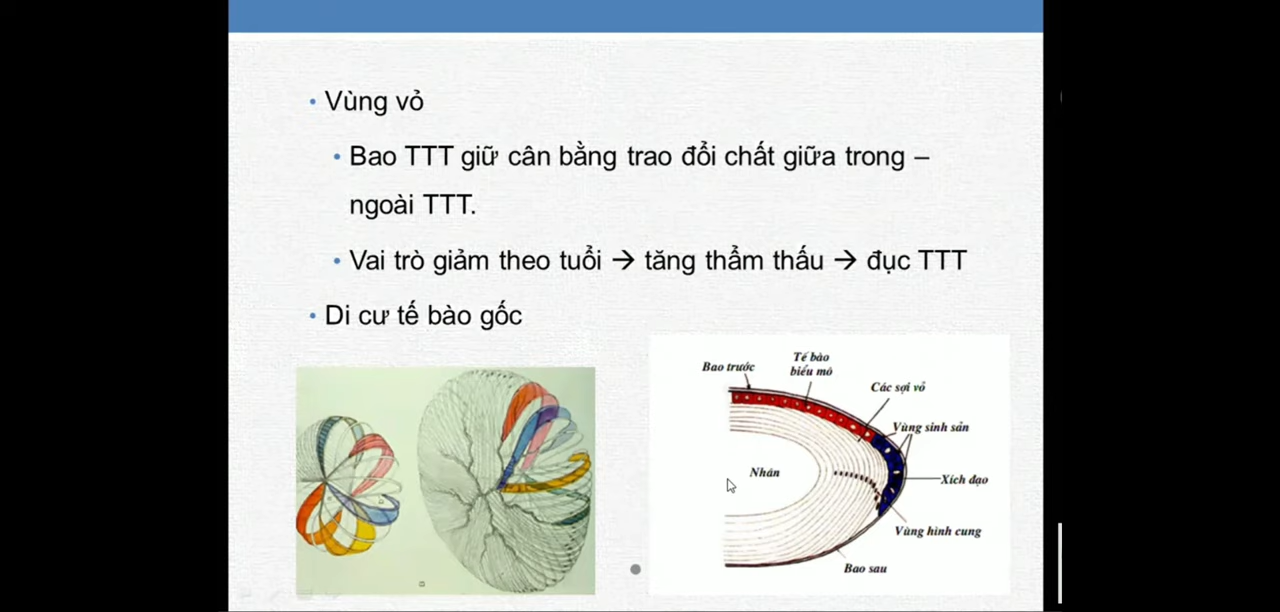 Vùng vỏ
Bao TTT giữ cân bằng trao đổi chất giữa trong –
ngoài TTT.
Vai trò giảm theo tuổi → tăng thẩm thấu → đục TTT
Di cư tế bào gốc
Bao trước
Tế bào
biểu mô
Các sợi vỏ
Vùng sinh sản
Nhân
Xích đạo
Vùng hình cung
Bao sau